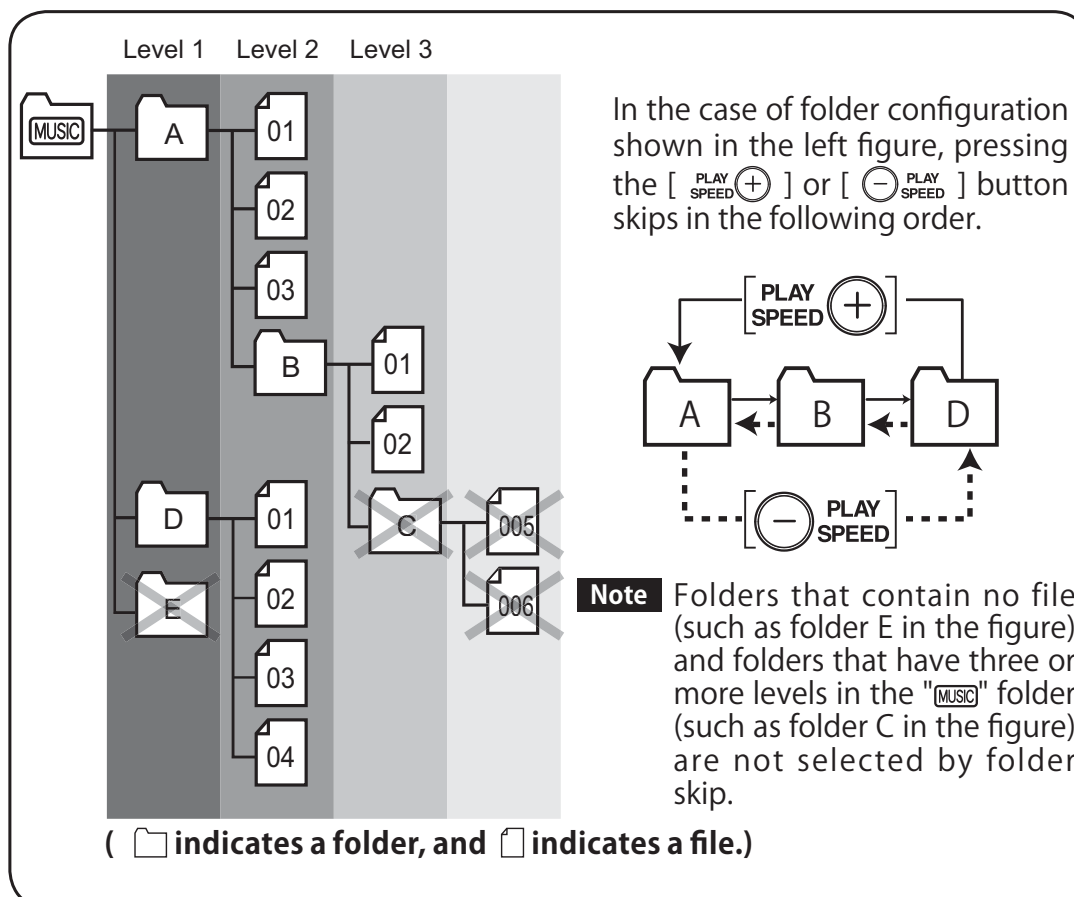 Level 1 Level 2 Level 3
MUSIC
A
01
02
03
B
01
02
C
005
006
D
01
02
03
04
E
In the case of folder configuration
shown in the left figure, pressing
the [ PLAY SPEED + ] or [ − PLAY SPEED ] button
skips in the following order.
[PLAY SPEED +]
A B D
[− PLAY SPEED]
Note Folders that contain no file
(such as folder E in the figure)
and folders that have three or
more levels in the "MUSIC" folder
(such as folder C in the figure)
are not selected by folder
skip.
( indicates a folder, and indicates a file.)